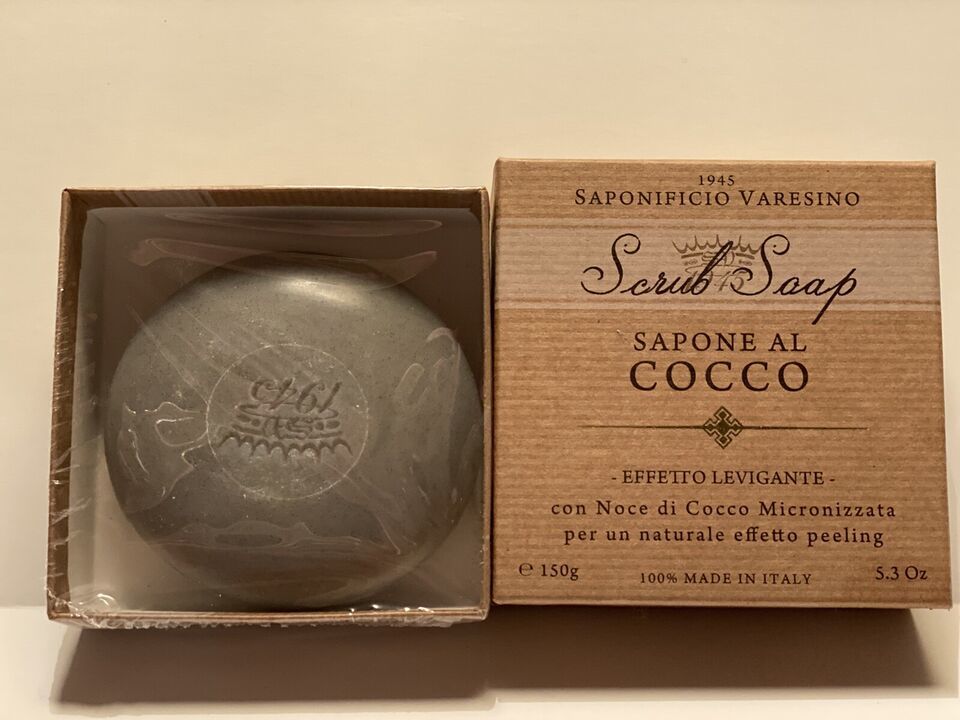 1945
SAPONIFICIO VARESINO
Scrub Soap
SAPONE AL
COCCO
- EFFETTO LEVIGANTE -
con Noce di Cocco Micronizzata
per un naturale effetto peeling
℮ 150g
100% MADE IN ITALY
5.3 Oz
1945